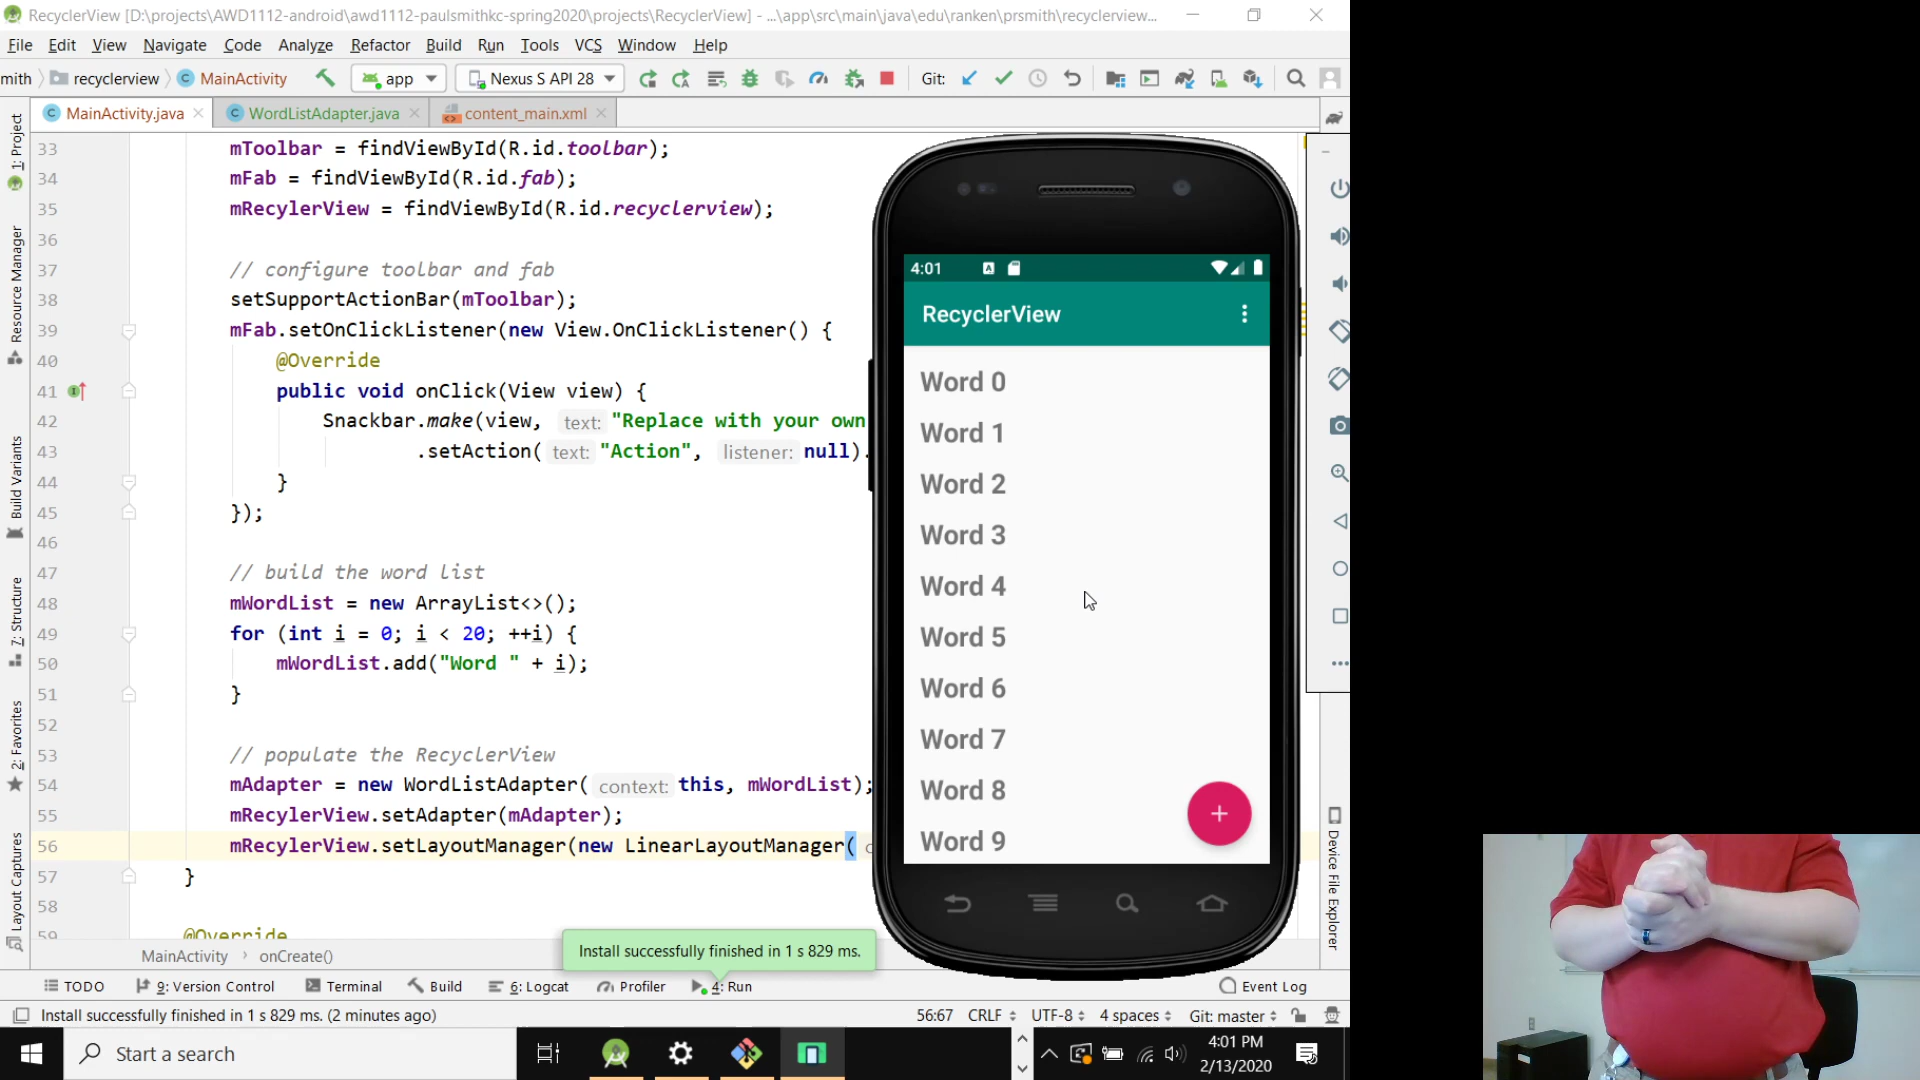 RecyclerView [D:\projects\AWD1112-android\awd1112-paulsmithkc-spring2020\projects\RecyclerView] - ...\app\src\main\java\edu\ranken\prsmith\recyclerview...
File Edit View Navigate Code Analyze Refactor Build Run Tools VCS Window Help
mith recyclerview MainActivity app Nexus S API 28 Git:
MainActivity.java WordListAdapter.java content_main.xml
33 mToolbar = findViewById(R.id.toolbar);
34 mFab = findViewById(R.id.fab);
35 mRecylerView = findViewById(R.id.recyclerview);
36
37 // configure toolbar and fab
38 setSupportActionBar(mToolbar);
39 mFab.setOnClickListener(new View.OnClickListener() {
40 @Override
41 public void onClick(View view) {
42 Snackbar.make(view, text: "Replace with your own
43 .setAction( text: "Action", listener: null).
44 }
45 });
46
47 // build the word list
48 mWordList = new ArrayList<>();
49 for (int i = 0; i < 20; ++i) {
50 mWordList.add("Word " + i);
51 }
52
53 // populate the RecyclerView
54 mAdapter = new WordListAdapter( context: this, mWordList);
55 mRecylerView.setAdapter(mAdapter);
56 mRecylerView.setLayoutManager(new LinearLayoutManager(
57 }
58
59 @Override
1: Project
Resource Manager
Build Variants
7: Structure
2: Favorites
Layout Captures
4:01
RecyclerView
Word 0
Word 1
Word 2
Word 3
Word 4
Word 5
Word 6
Word 7
Word 8
Word 9
Device File Explorer
MainActivity › onCreate()
Install successfully finished in 1 s 829 ms.
TODO 9: Version Control Terminal Build 6: Logcat Profiler 4: Run Event Log
Install successfully finished in 1 s 829 ms. (2 minutes ago) 56:67 CRLF UTF-8 4 spaces Git: master
Start a search
4:01 PM
2/13/2020